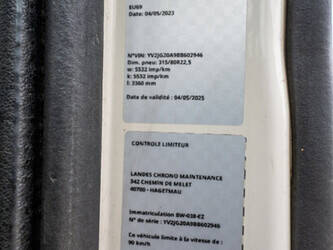 EU69
Date: 04/05/2023
N°VIN: YV2JG20A9BB602946
Dim. pneu: 315/80R22,5
w: 5532 imp/km
k: 5532 imp/km
l: 3360 mm
Date de validité : 04/05/2025
CONTROLE LIMITEUR
LANDES CHRONO MAINTENANCE
342 CHEMIN DE MELET
40700 - HAGETMAU
Immatriculation BW-038-EZ
N° de série : YV2JG20A9BB602946
Ce véhicule limite à la vitesse de :
90 km/h